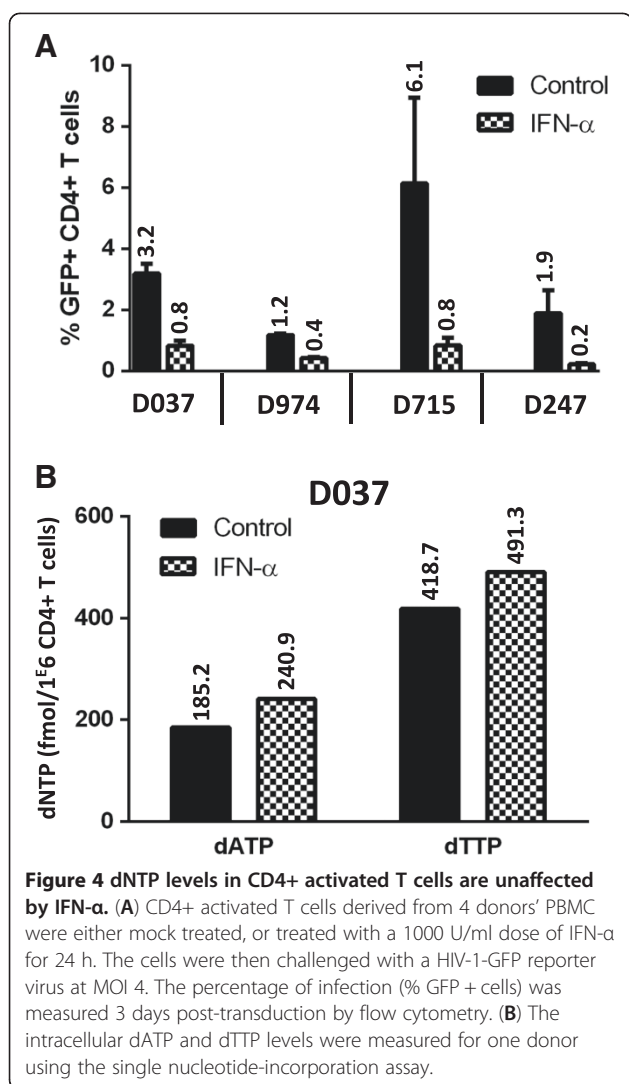 A
% GFP+ CD4+ T cells
10
8
6
4
2
0
Control
IFN-α
3.2
0.8
1.2
0.4
6.1
0.8
1.9
0.2
D037 D974 D715 D247
B
D037
dNTP (fmol/1ᴱ6 CD4+ T cells)
600
400
200
0
Control
IFN-α
185.2
240.9
418.7
491.3
dATP dTTP
Figure 4 dNTP levels in CD4+ activated T cells are unaffected
by IFN-α. (A) CD4+ activated T cells derived from 4 donors’ PBMC
were either mock treated, or treated with a 1000 U/ml dose of IFN-α
for 24 h. The cells were then challenged with a HIV-1-GFP reporter
virus at MOI 4. The percentage of infection (% GFP + cells) was
measured 3 days post-transduction by flow cytometry. (B) The
intracellular dATP and dTTP levels were measured for one donor
using the single nucleotide-incorporation assay.